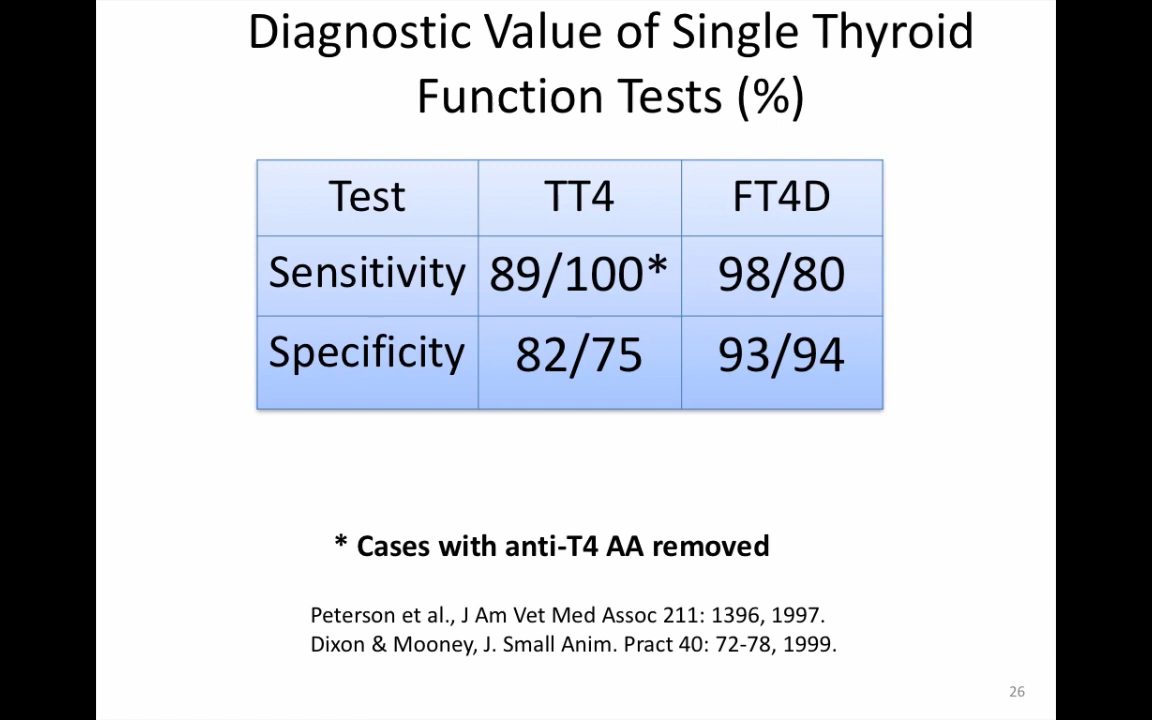 Diagnostic Value of Single Thyroid
Function Tests (%)
Test TT4 FT4D
Sensitivity 89/100* 98/80
Specificity 82/75 93/94
* Cases with anti-T4 AA removed
Peterson et al., J Am Vet Med Assoc 211: 1396, 1997.
Dixon & Mooney, J. Small Anim. Pract 40: 72-78, 1999.
26